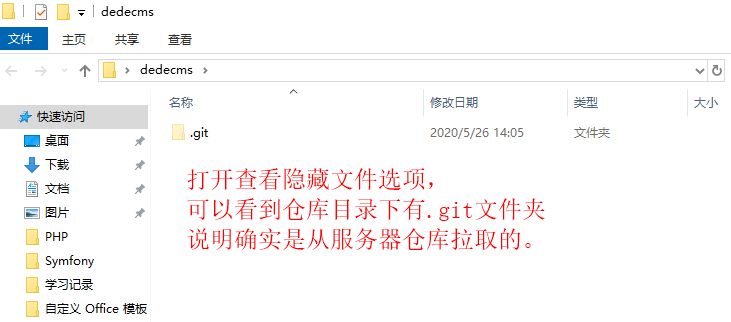 dedecms
文件 主页 共享 查看
dedecms
名称 修改日期 类型 大小
快速访问
.git 2020/5/26 14:05 文件夹
桌面
下载
文档
图片
PHP
Symfony
学习记录
自定义 Office 模板
打开查看隐藏文件选项，
可以看到仓库目录下有.git文件夹
说明确实是从服务器仓库拉取的。